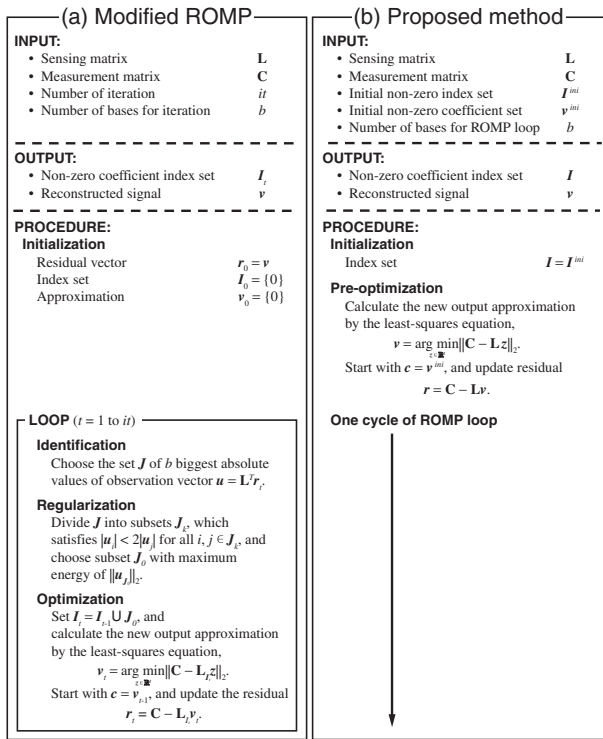 (a) Modified ROMP
INPUT:
• Sensing matrix L
• Measurement matrix C
• Number of iteration it
• Number of bases for iteration b
OUTPUT:
• Non-zero coefficient index set I_t
• Reconstructed signal v
PROCEDURE:
Initialization
Residual vector r_0 = v
Index set I_0 = {0}
Approximation v_0 = {0}
LOOP (t = 1 to it)
Identification
Choose the set J of b biggest absolute
values of observation vector u = L^T r_t.
Regularization
Divide J into subsets J_k, which
satisfies |u_i| < 2|u_j| for all i, j ∈ J_k, and
choose subset J_0 with maximum
energy of ||u_{J_0}||_2.
Optimization
Set I_t = I_{t-1} ∪ J_0, and
calculate the new output approximation
by the least-squares equation,
v_t = arg min ||C − L_{I_t} z||_2.
Start with c = v_{t-1}, and update the residual
r_t = C − L_{I_t} v_t.
(b) Proposed method
INPUT:
• Sensing matrix L
• Measurement matrix C
• Initial non-zero index set I^{ini}
• Initial non-zero coefficient set v^{ini}
• Number of bases for ROMP loop b
OUTPUT:
• Non-zero coefficient index set I
• Reconstructed signal v
PROCEDURE:
Initialization
Index set I = I^{ini}
Pre-optimization
Calculate the new output approximation
by the least-squares equation,
v = arg min ||C − L z||_2.
Start with c = v^{ini}, and update residual
r = C − Lv.
One cycle of ROMP loop